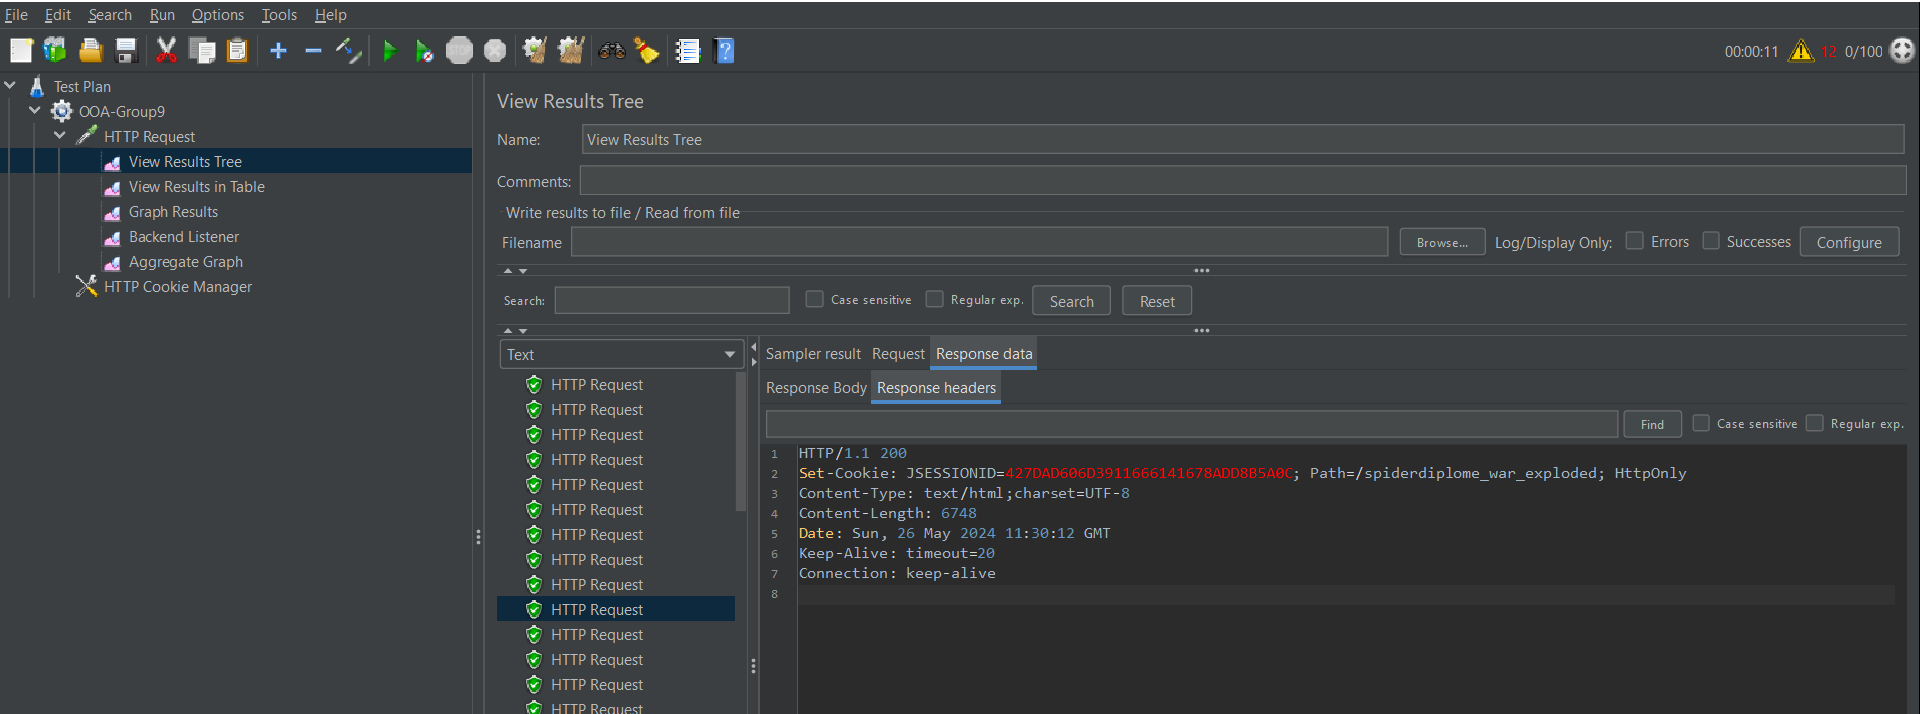 File Edit Search Run Options Tools Help
STOP 00:00:11 12 0/100
Test Plan
OOA-Group9
HTTP Request
View Results Tree
View Results in Table
Graph Results
Backend Listener
Aggregate Graph
HTTP Cookie Manager
View Results Tree
Name: View Results Tree
Comments:
Write results to file / Read from file
Filename Browse... Log/Display Only: Errors Successes Configure
Search: Case sensitive Regular exp. Search Reset
Text
HTTP Request
HTTP Request
HTTP Request
HTTP Request
HTTP Request
HTTP Request
HTTP Request
HTTP Request
HTTP Request
HTTP Request
HTTP Request
HTTP Request
HTTP Request
HTTP Request
Sampler result Request Response data
Response Body Response headers
Find Case sensitive Regular exp.
1 HTTP/1.1 200
2 Set-Cookie: JSESSIONID=427DAD606D3911666141678ADD8B5A0C; Path=/spiderdiplome_war_exploded; HttpOnly
3 Content-Type: text/html;charset=UTF-8
4 Content-Length: 6748
5 Date: Sun, 26 May 2024 11:30:12 GMT
6 Keep-Alive: timeout=20
7 Connection: keep-alive
8